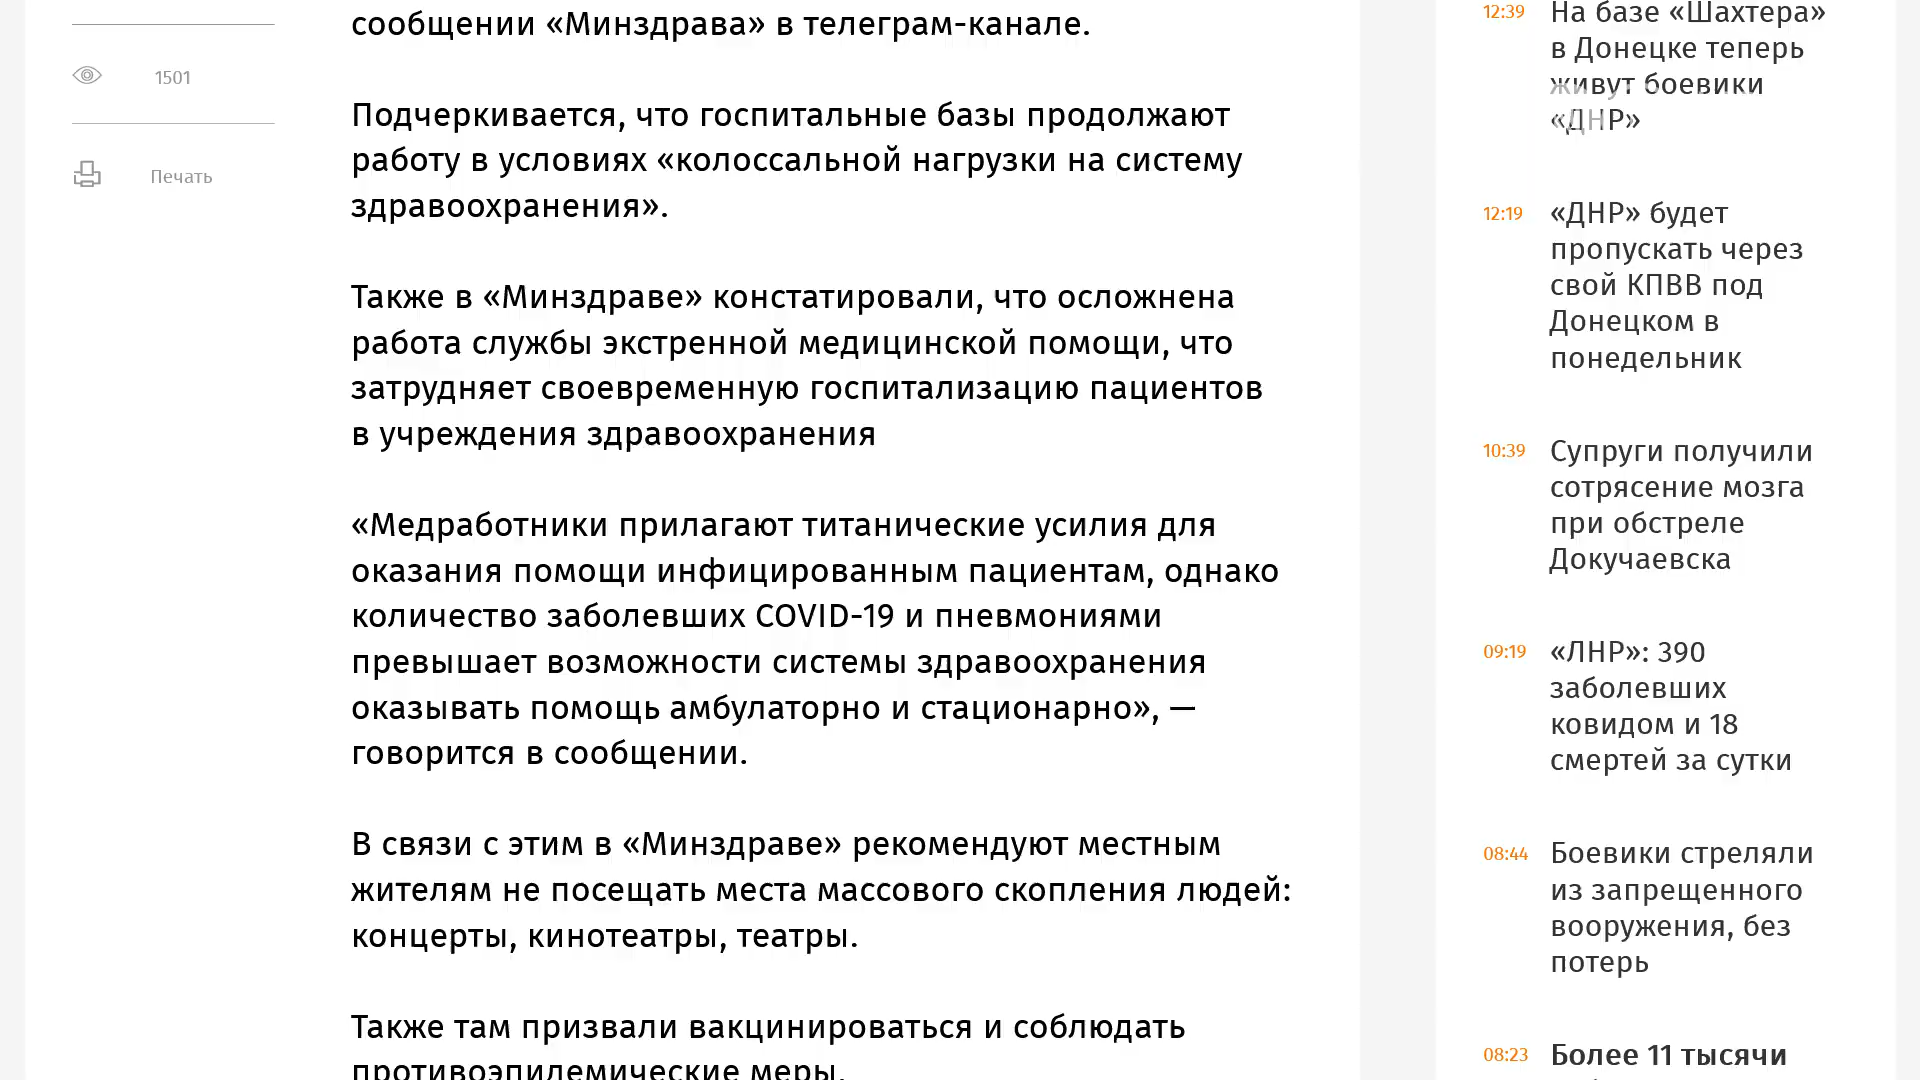 сообщении «Минздрава» в телеграм-канале.
1501
Подчеркивается, что госпитальные базы продолжают
работу в условиях «колоссальной нагрузки на систему
здравоохранения».
Печать
Также в «Минздраве» констатировали, что осложнена
работа службы экстренной медицинской помощи, что
затрудняет своевременную госпитализацию пациентов
в учреждения здравоохранения
«Медработники прилагают титанические усилия для
оказания помощи инфицированным пациентам, однако
количество заболевших COVID-19 и пневмониями
превышает возможности системы здравоохранения
оказывать помощь амбулаторно и стационарно», —
говорится в сообщении.
В связи с этим в «Минздраве» рекомендуют местным
жителям не посещать места массового скопления людей:
концерты, кинотеатры, театры.
Также там призвали вакцинироваться и соблюдать
противоэпидемические меры.
12:39 На базе «Шахтера»
в Донецке теперь
живут боевики
«ДНР»
12:19 «ДНР» будет
пропускать через
свой КПВВ под
Донецком в
понедельник
10:39 Супруги получили
сотрясение мозга
при обстреле
Докучаевска
09:19 «ЛНР»: 390
заболевших
ковидом и 18
смертей за сутки
08:44 Боевики стреляли
из запрещенного
вооружения, без
потерь
08:23 Более 11 тысячи